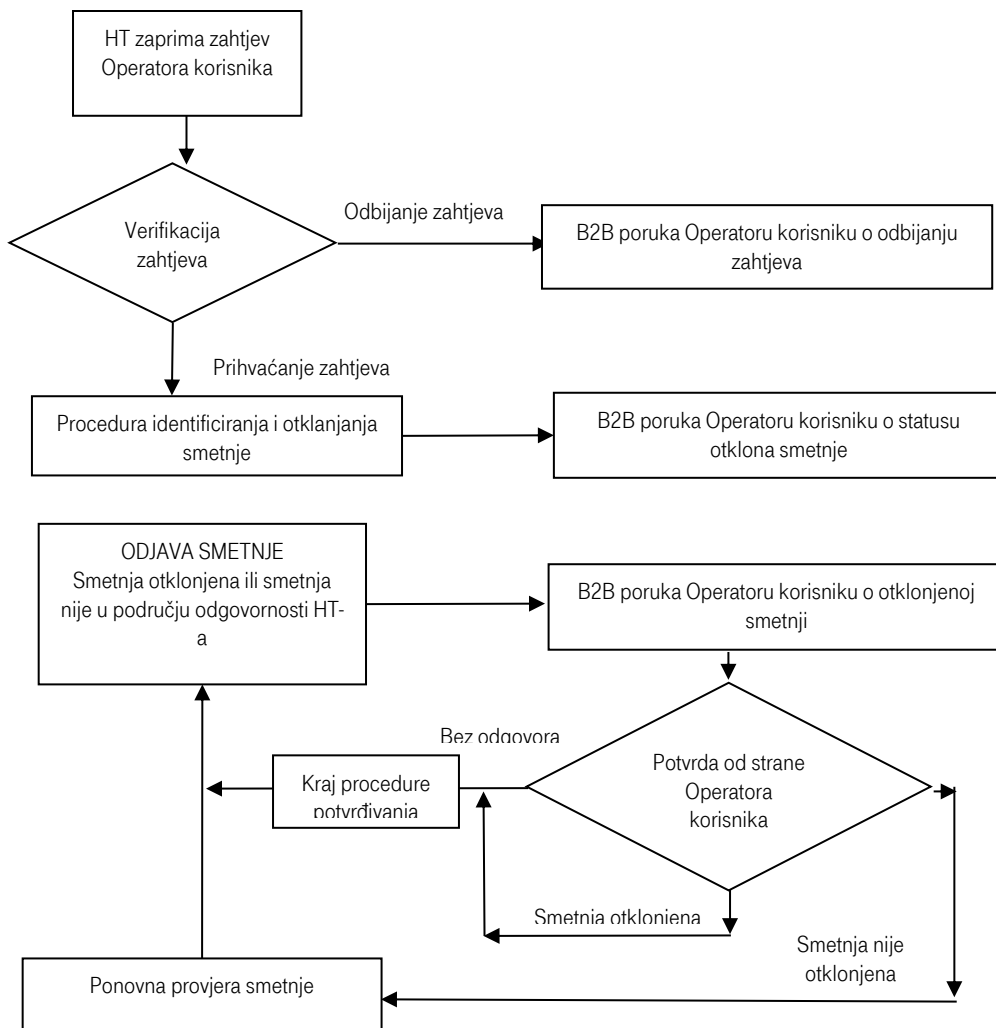 HT zaprima zahtjev
Operatora korisnika
Verifikacija
zahtjeva
Odbijanje zahtjeva
B2B poruka Operatoru korisniku o odbijanju
zahtjeva
Prihvaćanje zahtjeva
Procedura identificiranja i otklanjanja
smetnje
B2B poruka Operatoru korisniku o statusu
otklona smetnje
ODJAVA SMETNJE
Smetnja otklonjena ili smetnja
nije u području odgovornosti HT-
a
B2B poruka Operatoru korisniku o otklonjenoj
smetnji
Bez odgovora
Kraj procedure
potvrđivanja
Potvrda od strane
Operatora
korisnika
Smetnja otklonjena
Smetnja nije
otklonjena
Ponovna provjera smetnje